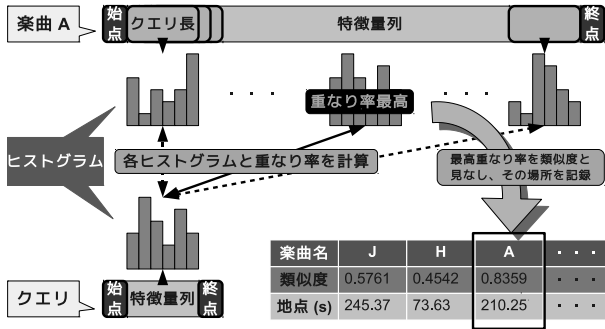 楽曲 A
始点
クエリ長
特徴量列
終点
・ ・ ・
・ ・ ・
重なり率最高
ヒストグラム
各ヒストグラムと重なり率を計算
最高重なり率を類似度と
見なし、その場所を記録
クエリ
始点
特徴量列
終点
楽曲名 J H A ・ ・ ・
類似度 0.5761 0.4542 0.8359 ・ ・ ・
地点 (s) 245.37 73.63 210.25 ・ ・ ・